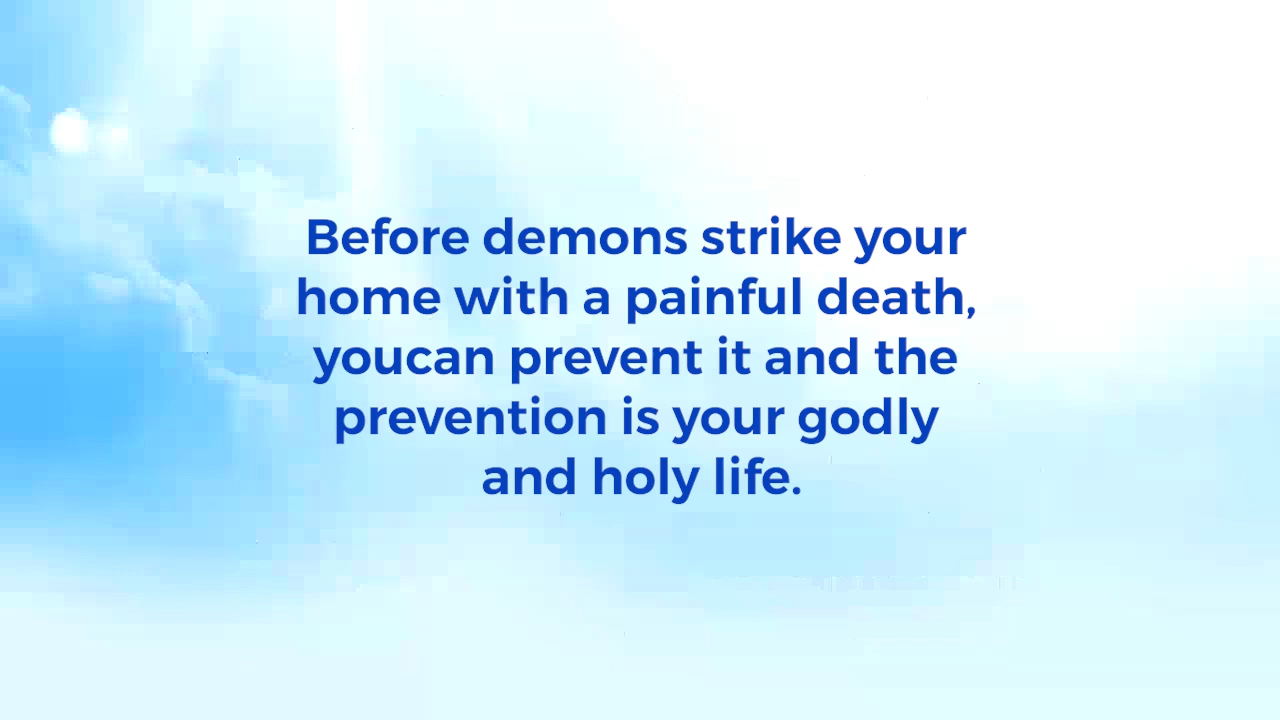 Before demons strike your
home with a painful death,
youcan prevent it and the
prevention is your godly
and holy life.